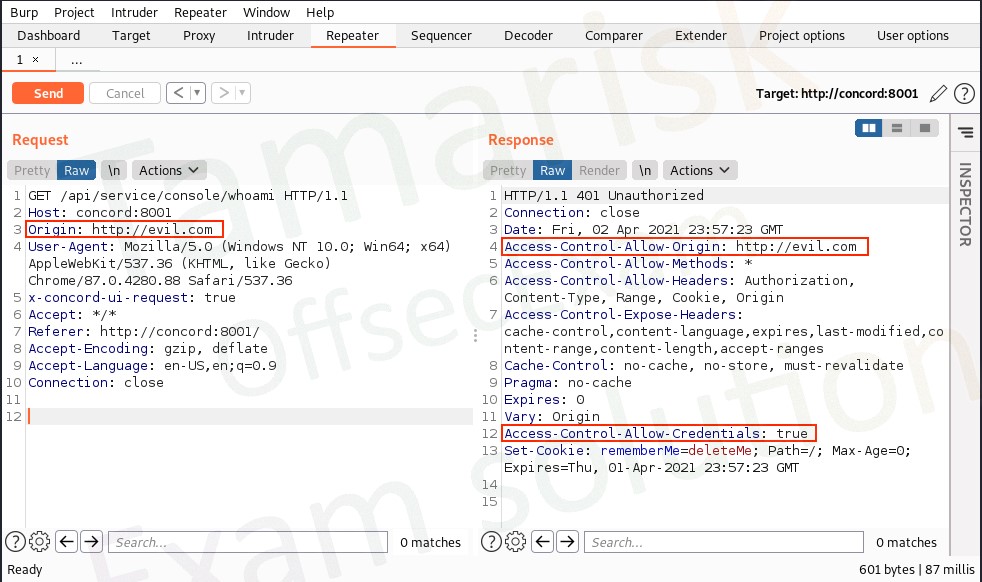 Burp Project Intruder Repeater Window Help
Dashboard Target Proxy Intruder Repeater Sequencer Decoder Comparer Extender Project options User options
1 × ...
Send Cancel < ▾ > ▾ Target: http://concord:8001 ?
Request
Pretty Raw \n Actions
1 GET /api/service/console/whoami HTTP/1.1
2 Host: concord:8001
3 Origin: http://evil.com
4 User-Agent: Mozilla/5.0 (Windows NT 10.0; Win64; x64)
AppleWebKit/537.36 (KHTML, like Gecko)
Chrome/87.0.4280.88 Safari/537.36
5 x-concord-ui-request: true
6 Accept: */*
7 Referer: http://concord:8001/
8 Accept-Encoding: gzip, deflate
9 Accept-Language: en-US,en;q=0.9
10 Connection: close
11
12
? Search... 0 matches
Response
Pretty Raw Render \n Actions
1 HTTP/1.1 401 Unauthorized
2 Connection: close
3 Date: Fri, 02 Apr 2021 23:57:23 GMT
4 Access-Control-Allow-Origin: http://evil.com
5 Access-Control-Allow-Methods: *
6 Access-Control-Allow-Headers: Authorization,
Content-Type, Range, Cookie, Origin
7 Access-Control-Expose-Headers:
cache-control,content-language,expires,last-modified,co
ntent-range,content-length,accept-ranges
8 Cache-Control: no-cache, no-store, must-revalidate
9 Pragma: no-cache
10 Expires: 0
11 Vary: Origin
12 Access-Control-Allow-Credentials: true
13 Set-Cookie: rememberMe=deleteMe; Path=/; Max-Age=0;
Expires=Thu, 01-Apr-2021 23:57:23 GMT
14
15
? Search... 0 matches
INSPECTOR
Ready 601 bytes | 87 millis
Tamarisk
Offsec
Exam solution